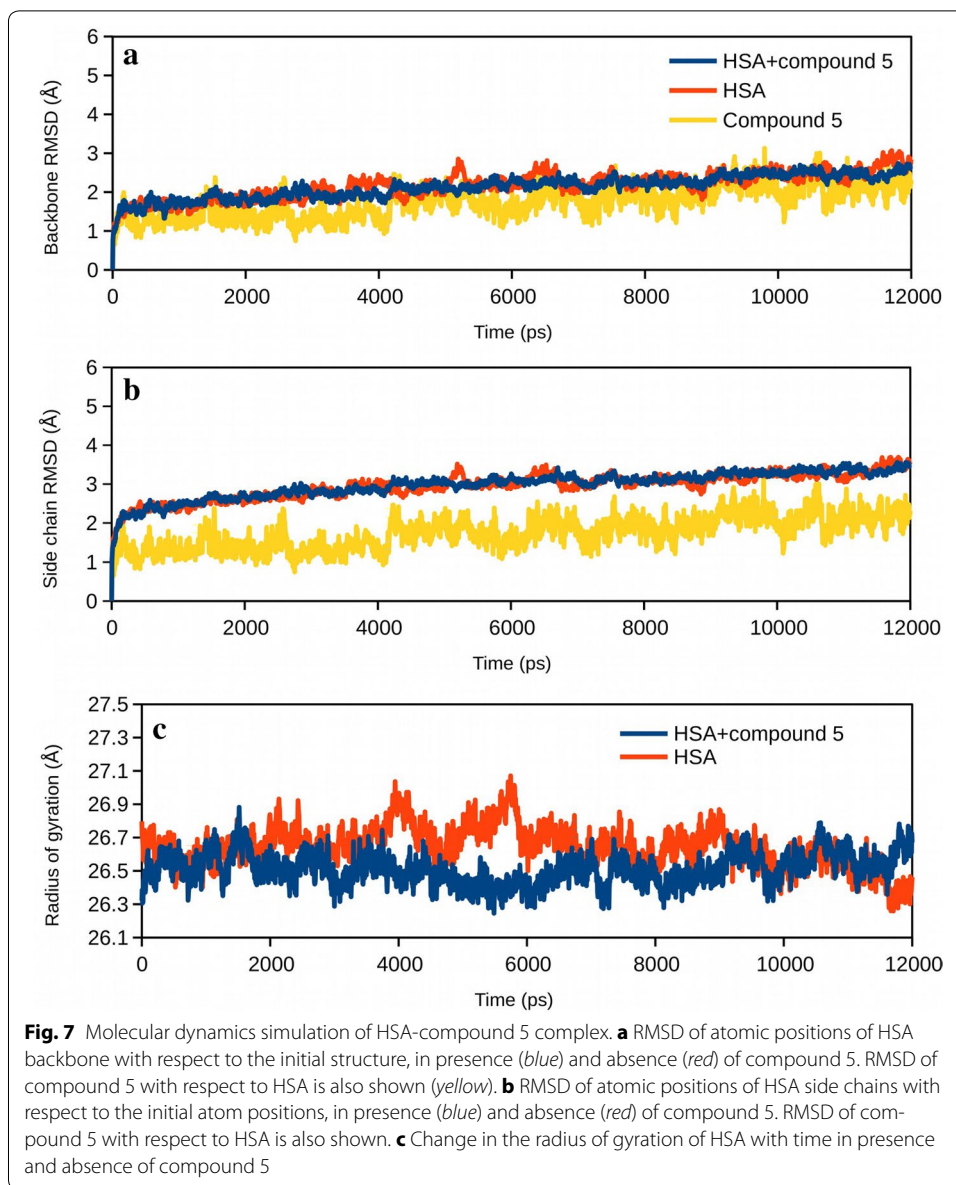 a
HSA+compound 5
HSA
Compound 5
6
5
4
3
2
1
0
Backbone RMSD (Å)
0 2000 4000 6000 8000 10000 12000
Time (ps)
b
6
5
4
3
2
1
0
Side chain RMSD (Å)
0 2000 4000 6000 8000 10000 12000
Time (ps)
c
HSA+compound 5
HSA
27.5
27.3
27.1
26.9
26.7
26.5
26.3
26.1
Radius of gyration (Å)
0 2000 4000 6000 8000 10000 12000
Time (ps)
Fig. 7 Molecular dynamics simulation of HSA-compound 5 complex. a RMSD of atomic positions of HSA
backbone with respect to the initial structure, in presence (blue) and absence (red) of compound 5. RMSD of
compound 5 with respect to HSA is also shown (yellow). b RMSD of atomic positions of HSA side chains with
respect to the initial atom positions, in presence (blue) and absence (red) of compound 5. RMSD of com-
pound 5 with respect to HSA is also shown. c Change in the radius of gyration of HSA with time in presence
and absence of compound 5